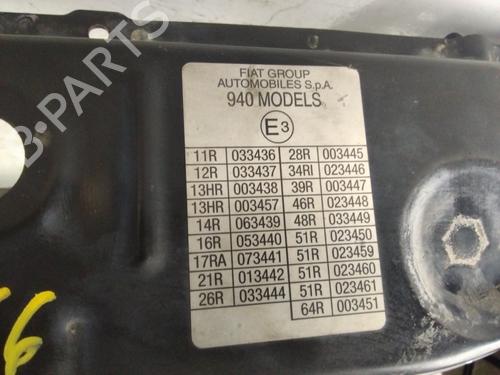 FIAT GROUP
AUTOMOBILES S.p.A.
940 MODELS
E3
11R 033436 28R 003445
12R 033437 34RI 023446
13HR 003438 39R 003447
13HR 003457 46R 023448
14R 063439 48R 033449
16R 053440 51R 023450
17RA 073441 51R 023459
21R 013442 51R 023460
26R 033444 51R 023461
64R 003451